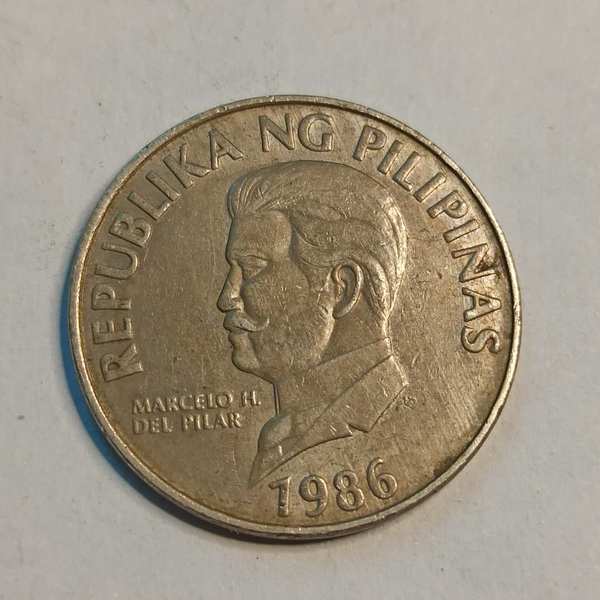 REPUBLIKA NG PILIPINAS
MARCELO H.
DEL PILAR
1986